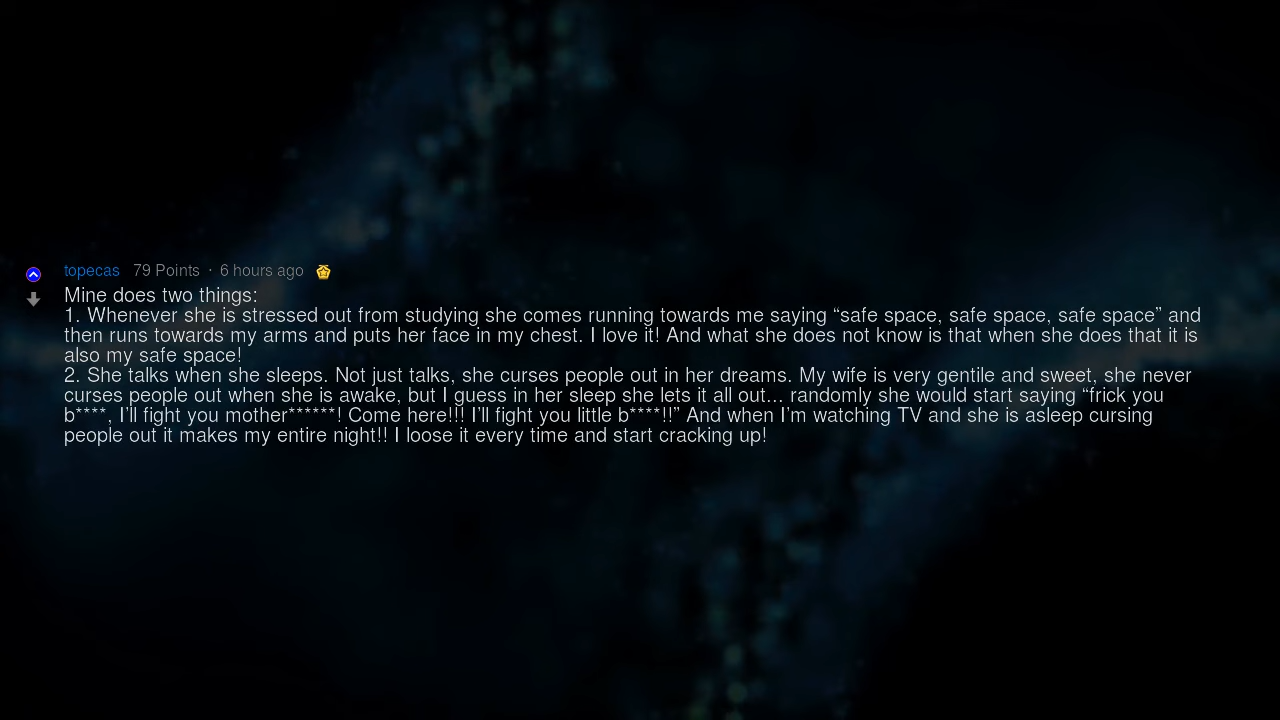 topecas 79 Points · 6 hours ago
Mine does two things:
1. Whenever she is stressed out from studying she comes running towards me saying “safe space, safe space, safe space” and
then runs towards my arms and puts her face in my chest. I love it! And what she does not know is that when she does that it is
also my safe space!
2. She talks when she sleeps. Not just talks, she curses people out in her dreams. My wife is very gentile and sweet, she never
curses people out when she is awake, but I guess in her sleep she lets it all out... randomly she would start saying “frick you
b****, I’ll fight you mother******! Come here!!! I’ll fight you little b****!!” And when I’m watching TV and she is asleep cursing
people out it makes my entire night!! I loose it every time and start cracking up!